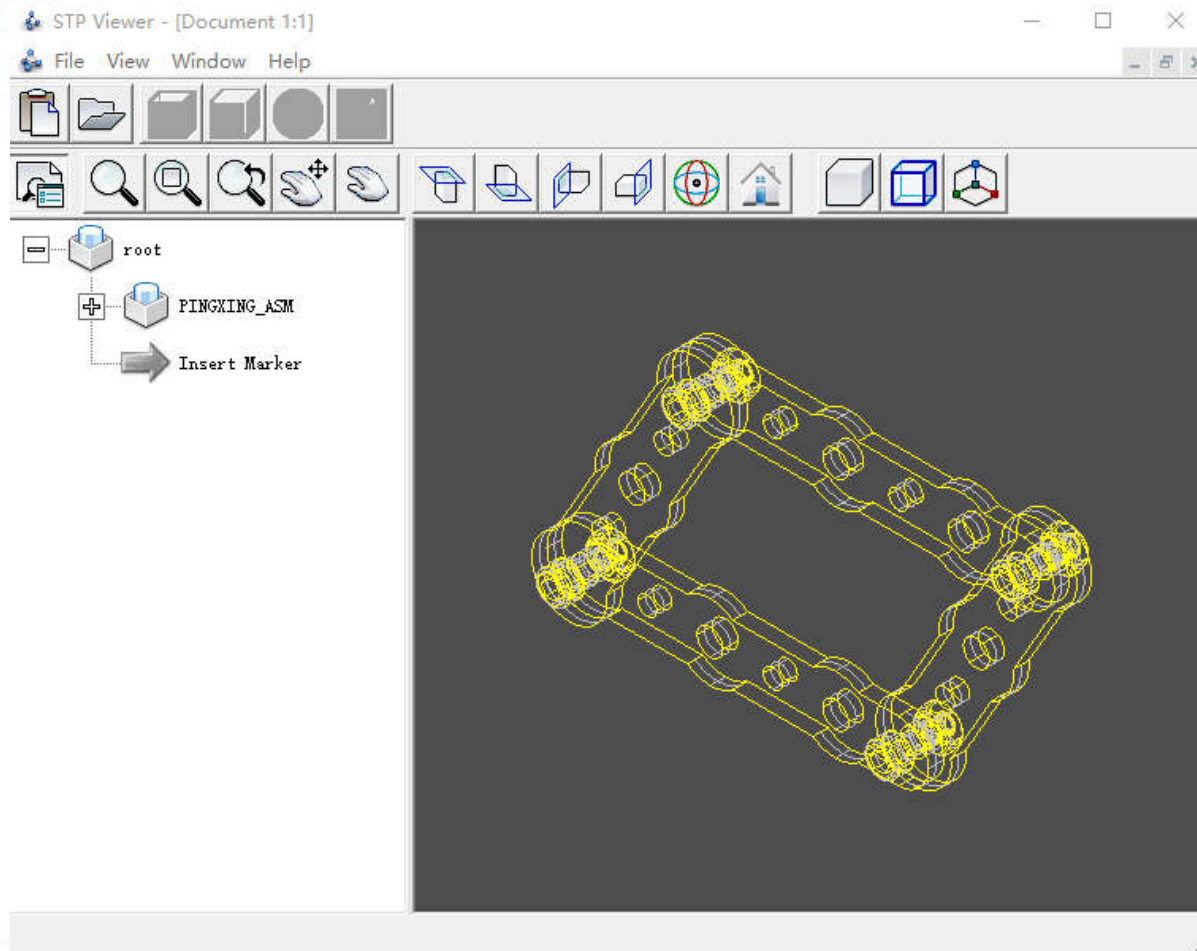 STP Viewer - [Document 1:1]
File View Window Help
root
PINGXING_ASM
Insert Marker